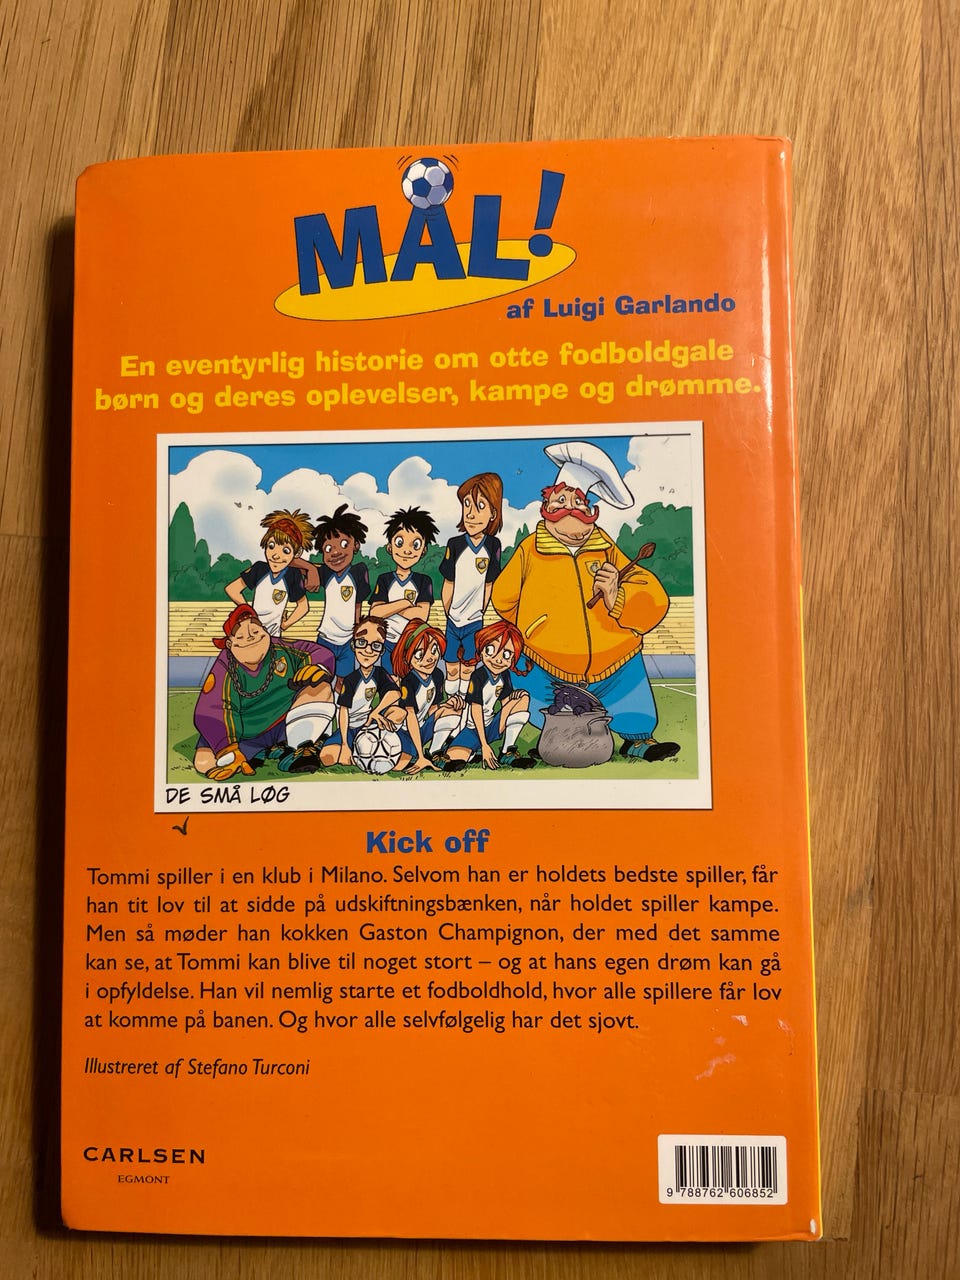 MÅL!
af Luigi Garlando
En eventyrlig historie om otte fodboldgale
børn og deres oplevelser, kampe og drømme.
DE SMÅ LØG
Kick off
Tommi spiller i en klub i Milano. Selvom han er holdets bedste spiller, får
han tit lov til at sidde på udskiftningsbænken, når holdet spiller kampe.
Men så møder han kokken Gaston Champignon, der med det samme
kan se, at Tommi kan blive til noget stort – og at hans egen drøm kan gå
i opfyldelse. Han vil nemlig starte et fodboldhold, hvor alle spillere får lov
at komme på banen. Og hvor alle selvfølgelig har det sjovt.
Illustreret af Stefano Turconi
CARLSEN
EGMONT
9 788762 606852